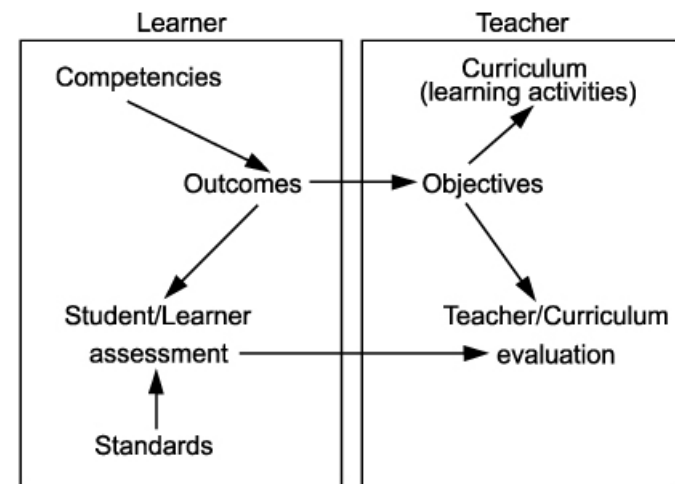 Learner
Teacher
Competencies
Curriculum
(learning activities)
Outcomes
Objectives
Student/Learner
assessment
Teacher/Curriculum
evaluation
Standards